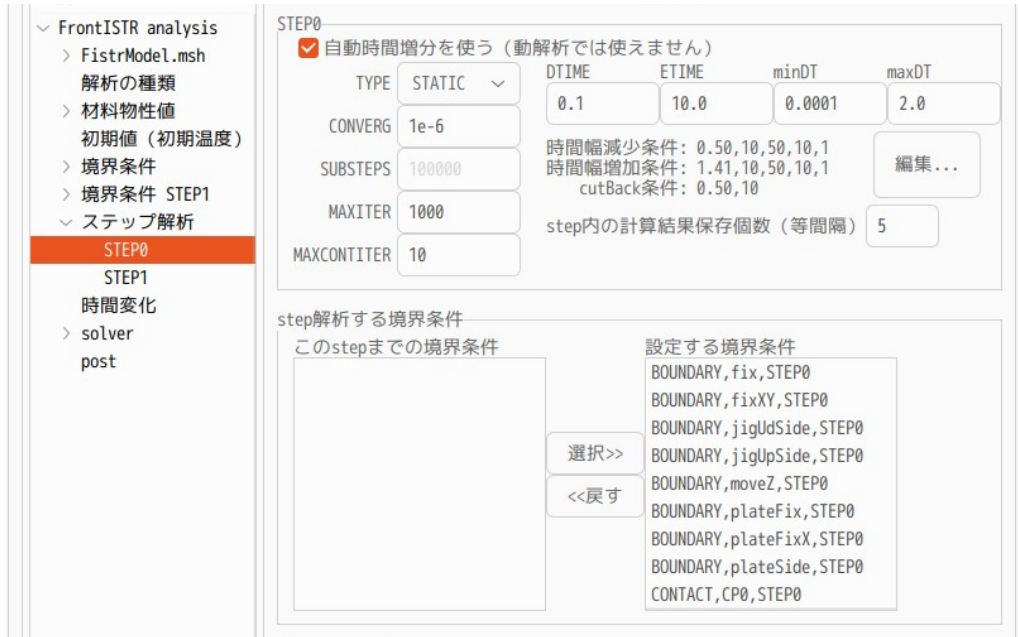 FrontISTR analysis
FistrModel.msh
解析の種類
材料物性値
初期値（初期温度）
境界条件
境界条件 STEP1
ステップ解析
STEP0
STEP1
時間変化
solver
post
STEP0
自動時間増分を使う（動解析では使えません）
TYPE STATIC
CONVERG 1e-6
SUBSTEPS 100000
MAXITER 1000
MAXCONTITER 10
DTIME ETIME minDT maxDT
0.1 10.0 0.0001 2.0
時間幅減少条件: 0.50,10,50,10,1
時間幅増加条件: 1.41,10,50,10,1
cutBack条件: 0.50,10
編集...
step内の計算結果保存個数（等間隔） 5
step解析する境界条件
このstepまでの境界条件
選択>>
<<戻す
設定する境界条件
BOUNDARY,fix,STEP0
BOUNDARY,fixXY,STEP0
BOUNDARY,jigUdSide,STEP0
BOUNDARY,jigUpSide,STEP0
BOUNDARY,moveZ,STEP0
BOUNDARY,plateFix,STEP0
BOUNDARY,plateFixX,STEP0
BOUNDARY,plateSide,STEP0
CONTACT,CP0,STEP0